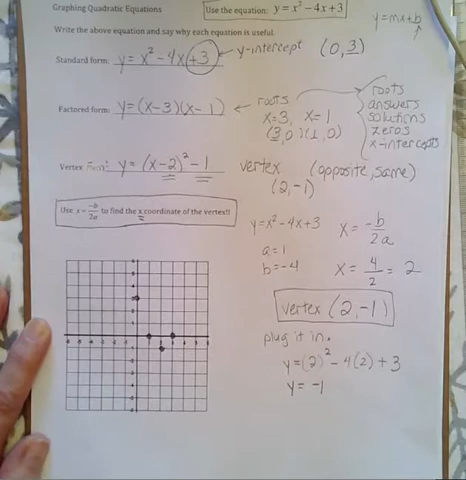 Graphing Quadratic Equations
Use the equation: y = x² − 4x + 3
y = mx + b
Write the above equation and say why each equation is useful.
Standard form: y = x² − 4x + 3 ← y-intercept (0, 3)
Factored form: y = (x − 3)(x − 1) ← roots
x = 3, x = 1
(3, 0) (1, 0)
roots
answers
solutions
zeros
x-intercepts
Vertex form: y = (x − 2)² − 1 vertex (opposite, same)
(2, −1)
Use x = −b/2a to find the x coordinate of the vertex!!
y = x² − 4x + 3
a = 1
b = −4
x = −b/2a
x = 4/2 = 2
vertex (2, −1)
plug it in.
y = (2)² − 4(2) + 3
y = −1